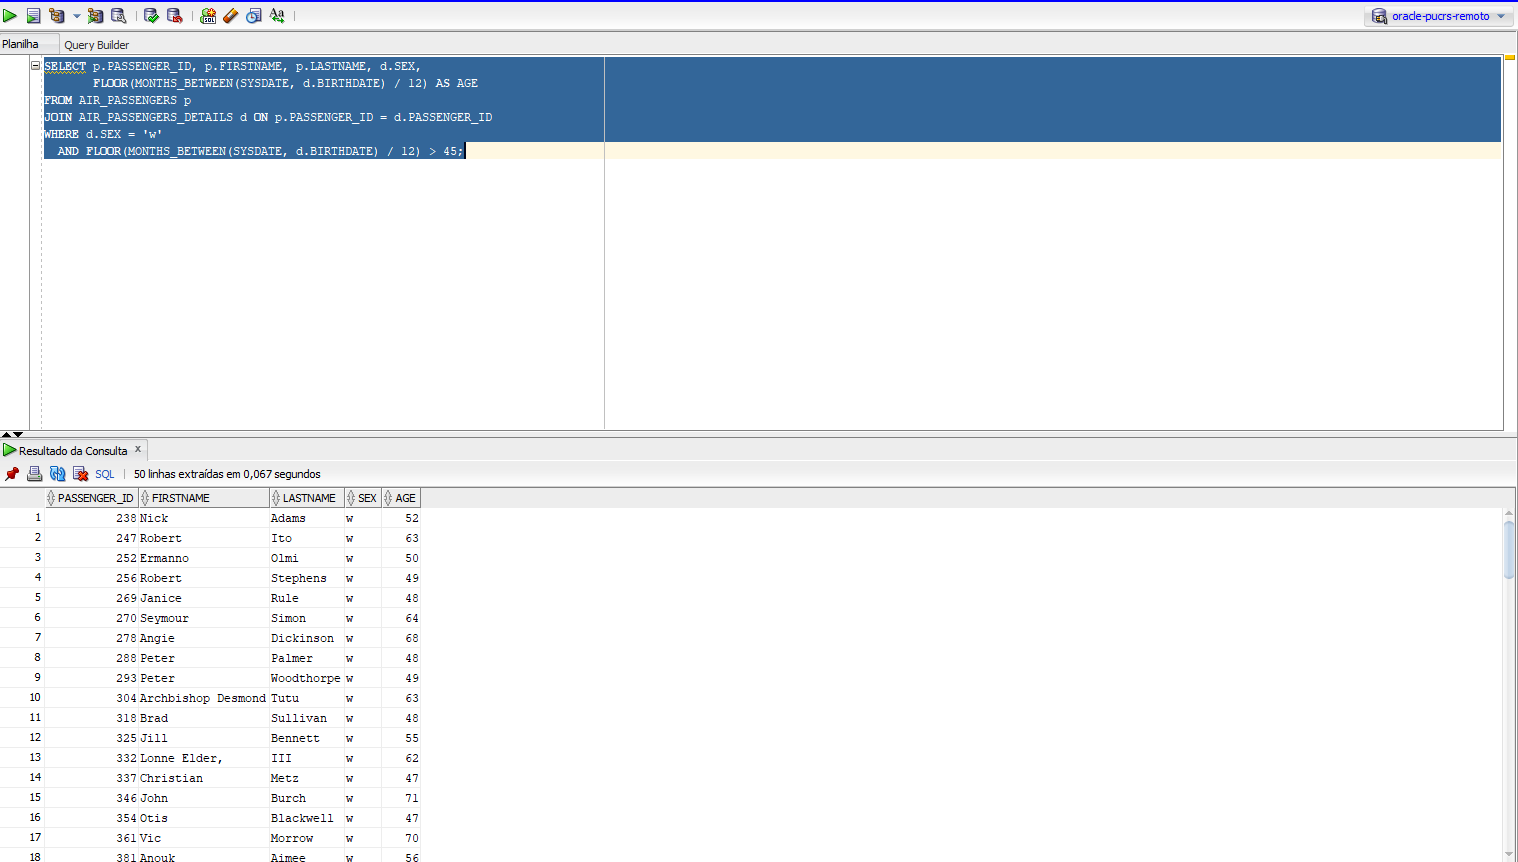 oracle-pucrs-remoto
Planilha Query Builder
SELECT p.PASSENGER_ID, p.FIRSTNAME, p.LASTNAME, d.SEX,
FLOOR(MONTHS_BETWEEN(SYSDATE, d.BIRTHDATE) / 12) AS AGE
FROM AIR_PASSENGERS p
JOIN AIR_PASSENGERS_DETAILS d ON p.PASSENGER_ID = d.PASSENGER_ID
WHERE d.SEX = 'w'
AND FLOOR(MONTHS_BETWEEN(SYSDATE, d.BIRTHDATE) / 12) > 45;
Resultado da Consulta x
SQL | 50 linhas extraídas em 0,067 segundos
PASSENGER_ID FIRSTNAME LASTNAME SEX AGE
1 238 Nick Adams w 52
2 247 Robert Ito w 63
3 252 Ermanno Olmi w 50
4 256 Robert Stephens w 49
5 269 Janice Rule w 48
6 270 Seymour Simon w 64
7 278 Angie Dickinson w 68
8 288 Peter Palmer w 48
9 293 Peter Woodthorpe w 49
10 304 Archbishop Desmond Tutu w 63
11 318 Brad Sullivan w 48
12 325 Jill Bennett w 55
13 332 Lonne Elder, III w 62
14 337 Christian Metz w 47
15 346 John Burch w 71
16 354 Otis Blackwell w 47
17 361 Vic Morrow w 70
18 381 Anouk Aimee w 56